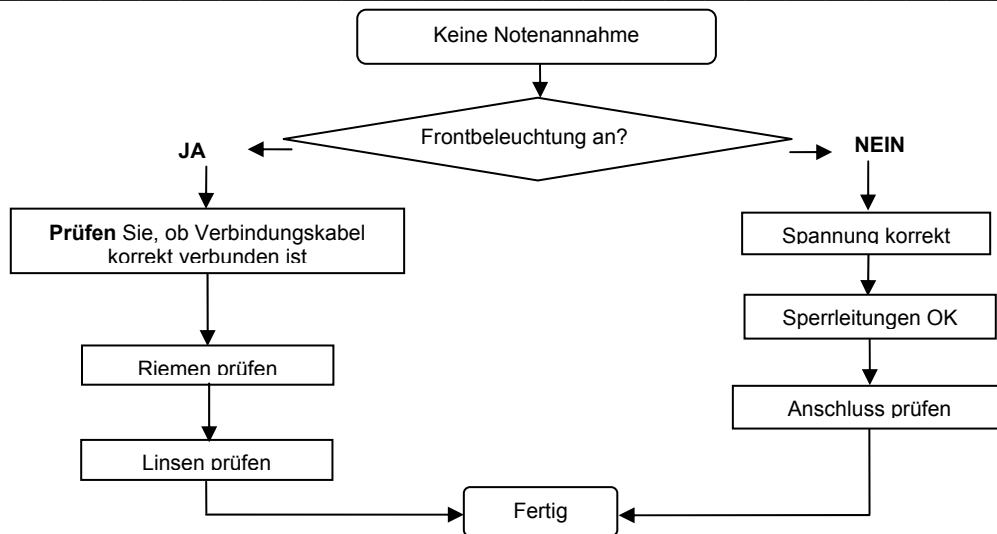 Keine Notenannahme
Frontbeleuchtung an?
JA
NEIN
Prüfen Sie, ob Verbindungskabel
korrekt verbunden ist
Spannung korrekt
Sperrleitungen OK
Riemen prüfen
Anschluss prüfen
Linsen prüfen
Fertig